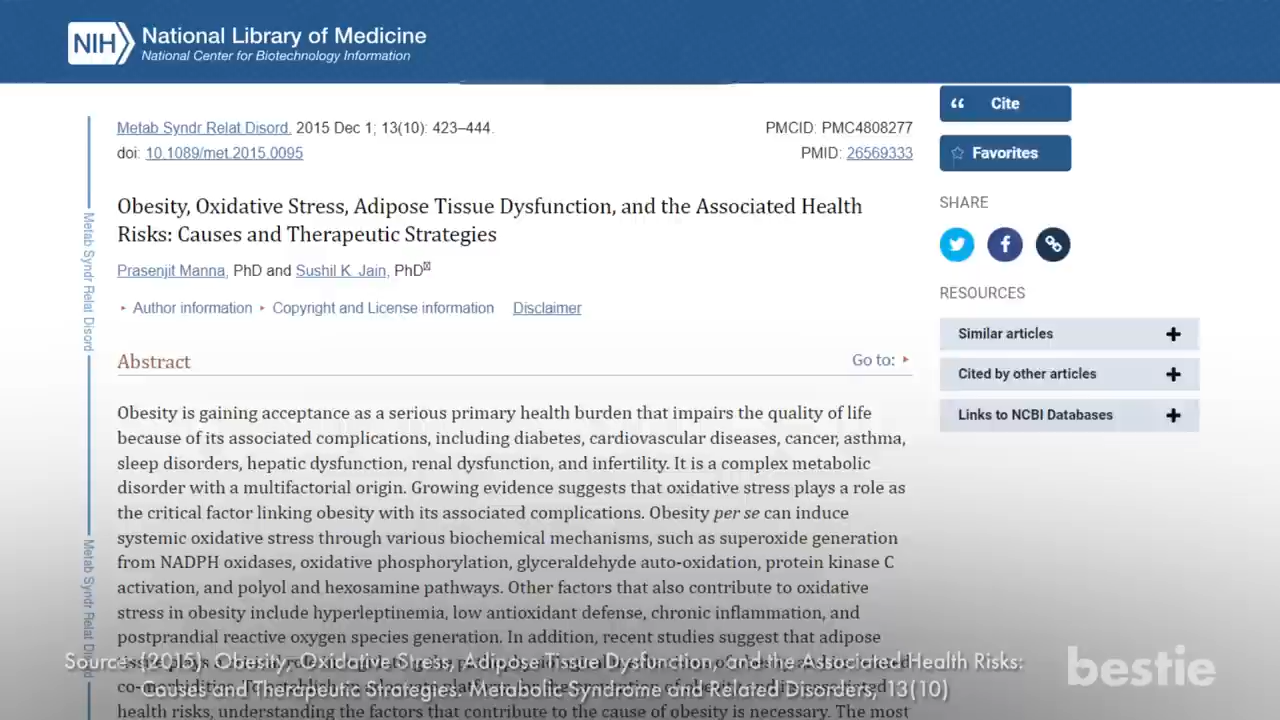 NIH National Library of Medicine
National Center for Biotechnology Information
Metab Syndr Relat Disord. 2015 Dec 1; 13(10): 423–444.
doi: 10.1089/met.2015.0095
PMCID: PMC4808277
PMID: 26569333
Obesity, Oxidative Stress, Adipose Tissue Dysfunction, and the Associated Health
Risks: Causes and Therapeutic Strategies
Prasenjit Manna, PhD and Sushil K. Jain, PhD
Author information Copyright and License information Disclaimer
Abstract
Go to:
Obesity is gaining acceptance as a serious primary health burden that impairs the quality of life
because of its associated complications, including diabetes, cardiovascular diseases, cancer, asthma,
sleep disorders, hepatic dysfunction, renal dysfunction, and infertility. It is a complex metabolic
disorder with a multifactorial origin. Growing evidence suggests that oxidative stress plays a role as
the critical factor linking obesity with its associated complications. Obesity per se can induce
systemic oxidative stress through various biochemical mechanisms, such as superoxide generation
from NADPH oxidases, oxidative phosphorylation, glyceraldehyde auto-oxidation, protein kinase C
activation, and polyol and hexosamine pathways. Other factors that also contribute to oxidative
stress in obesity include hyperleptinemia, low antioxidant defense, chronic inflammation, and
postprandial reactive oxygen species generation. In addition, recent studies suggest that adipose
health risks, understanding the factors that contribute to the cause of obesity is necessary. The most
Metab Syndr Relat Disord
Metab Syndr Relat
Cite
Favorites
SHARE
RESOURCES
Similar articles
Cited by other articles
Links to NCBI Databases
Source: (2015). Obesity, Oxidative Stress, Adipose Tissue Dysfunction, and the Associated Health Risks:
Causes and Therapeutic Strategies. Metabolic Syndrome and Related Disorders, 13(10)
bestie